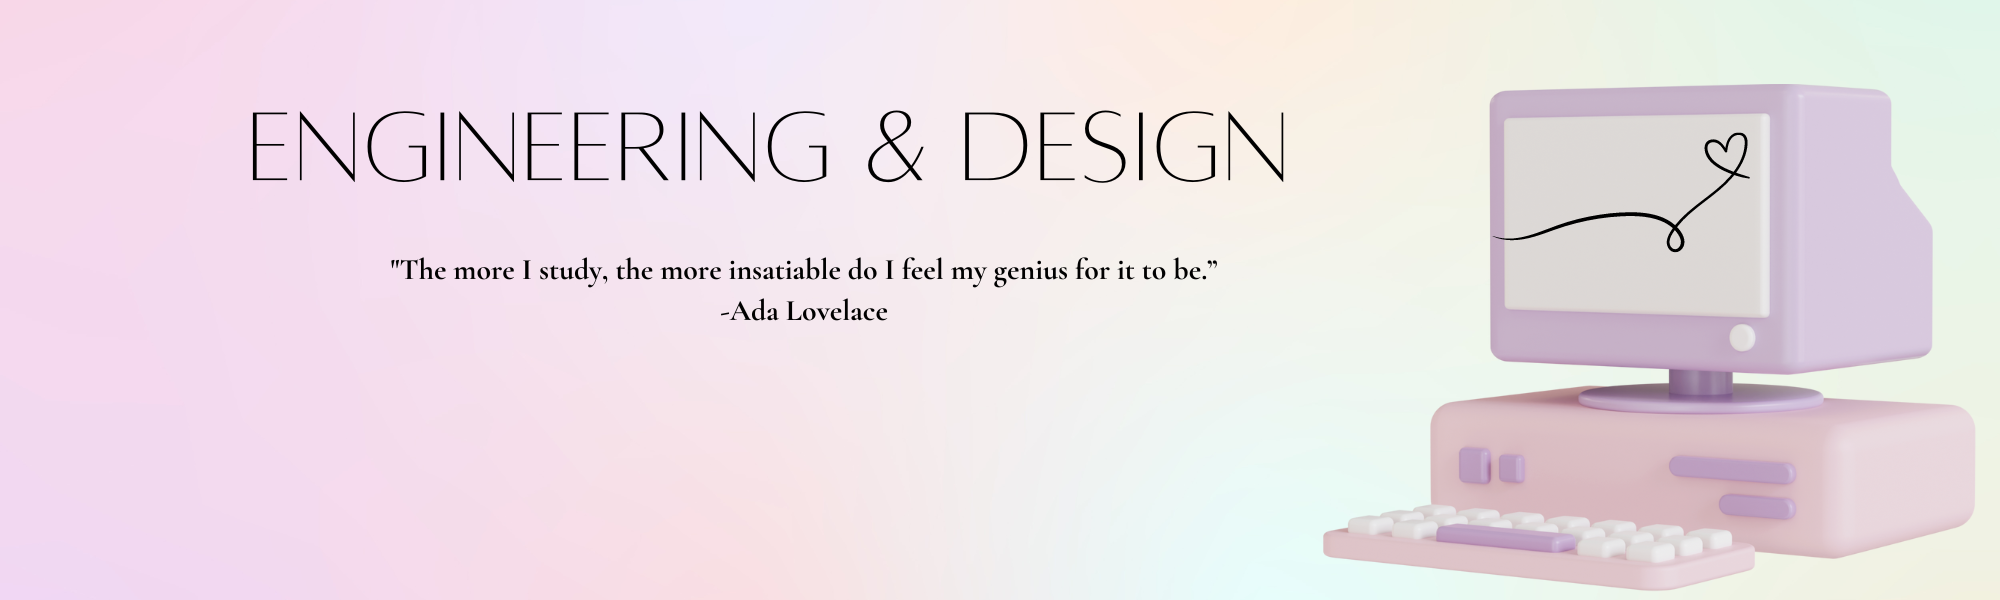 ENGINEERING & DESIGN
"The more I study, the more insatiable do I feel my genius for it to be.”
-Ada Lovelace